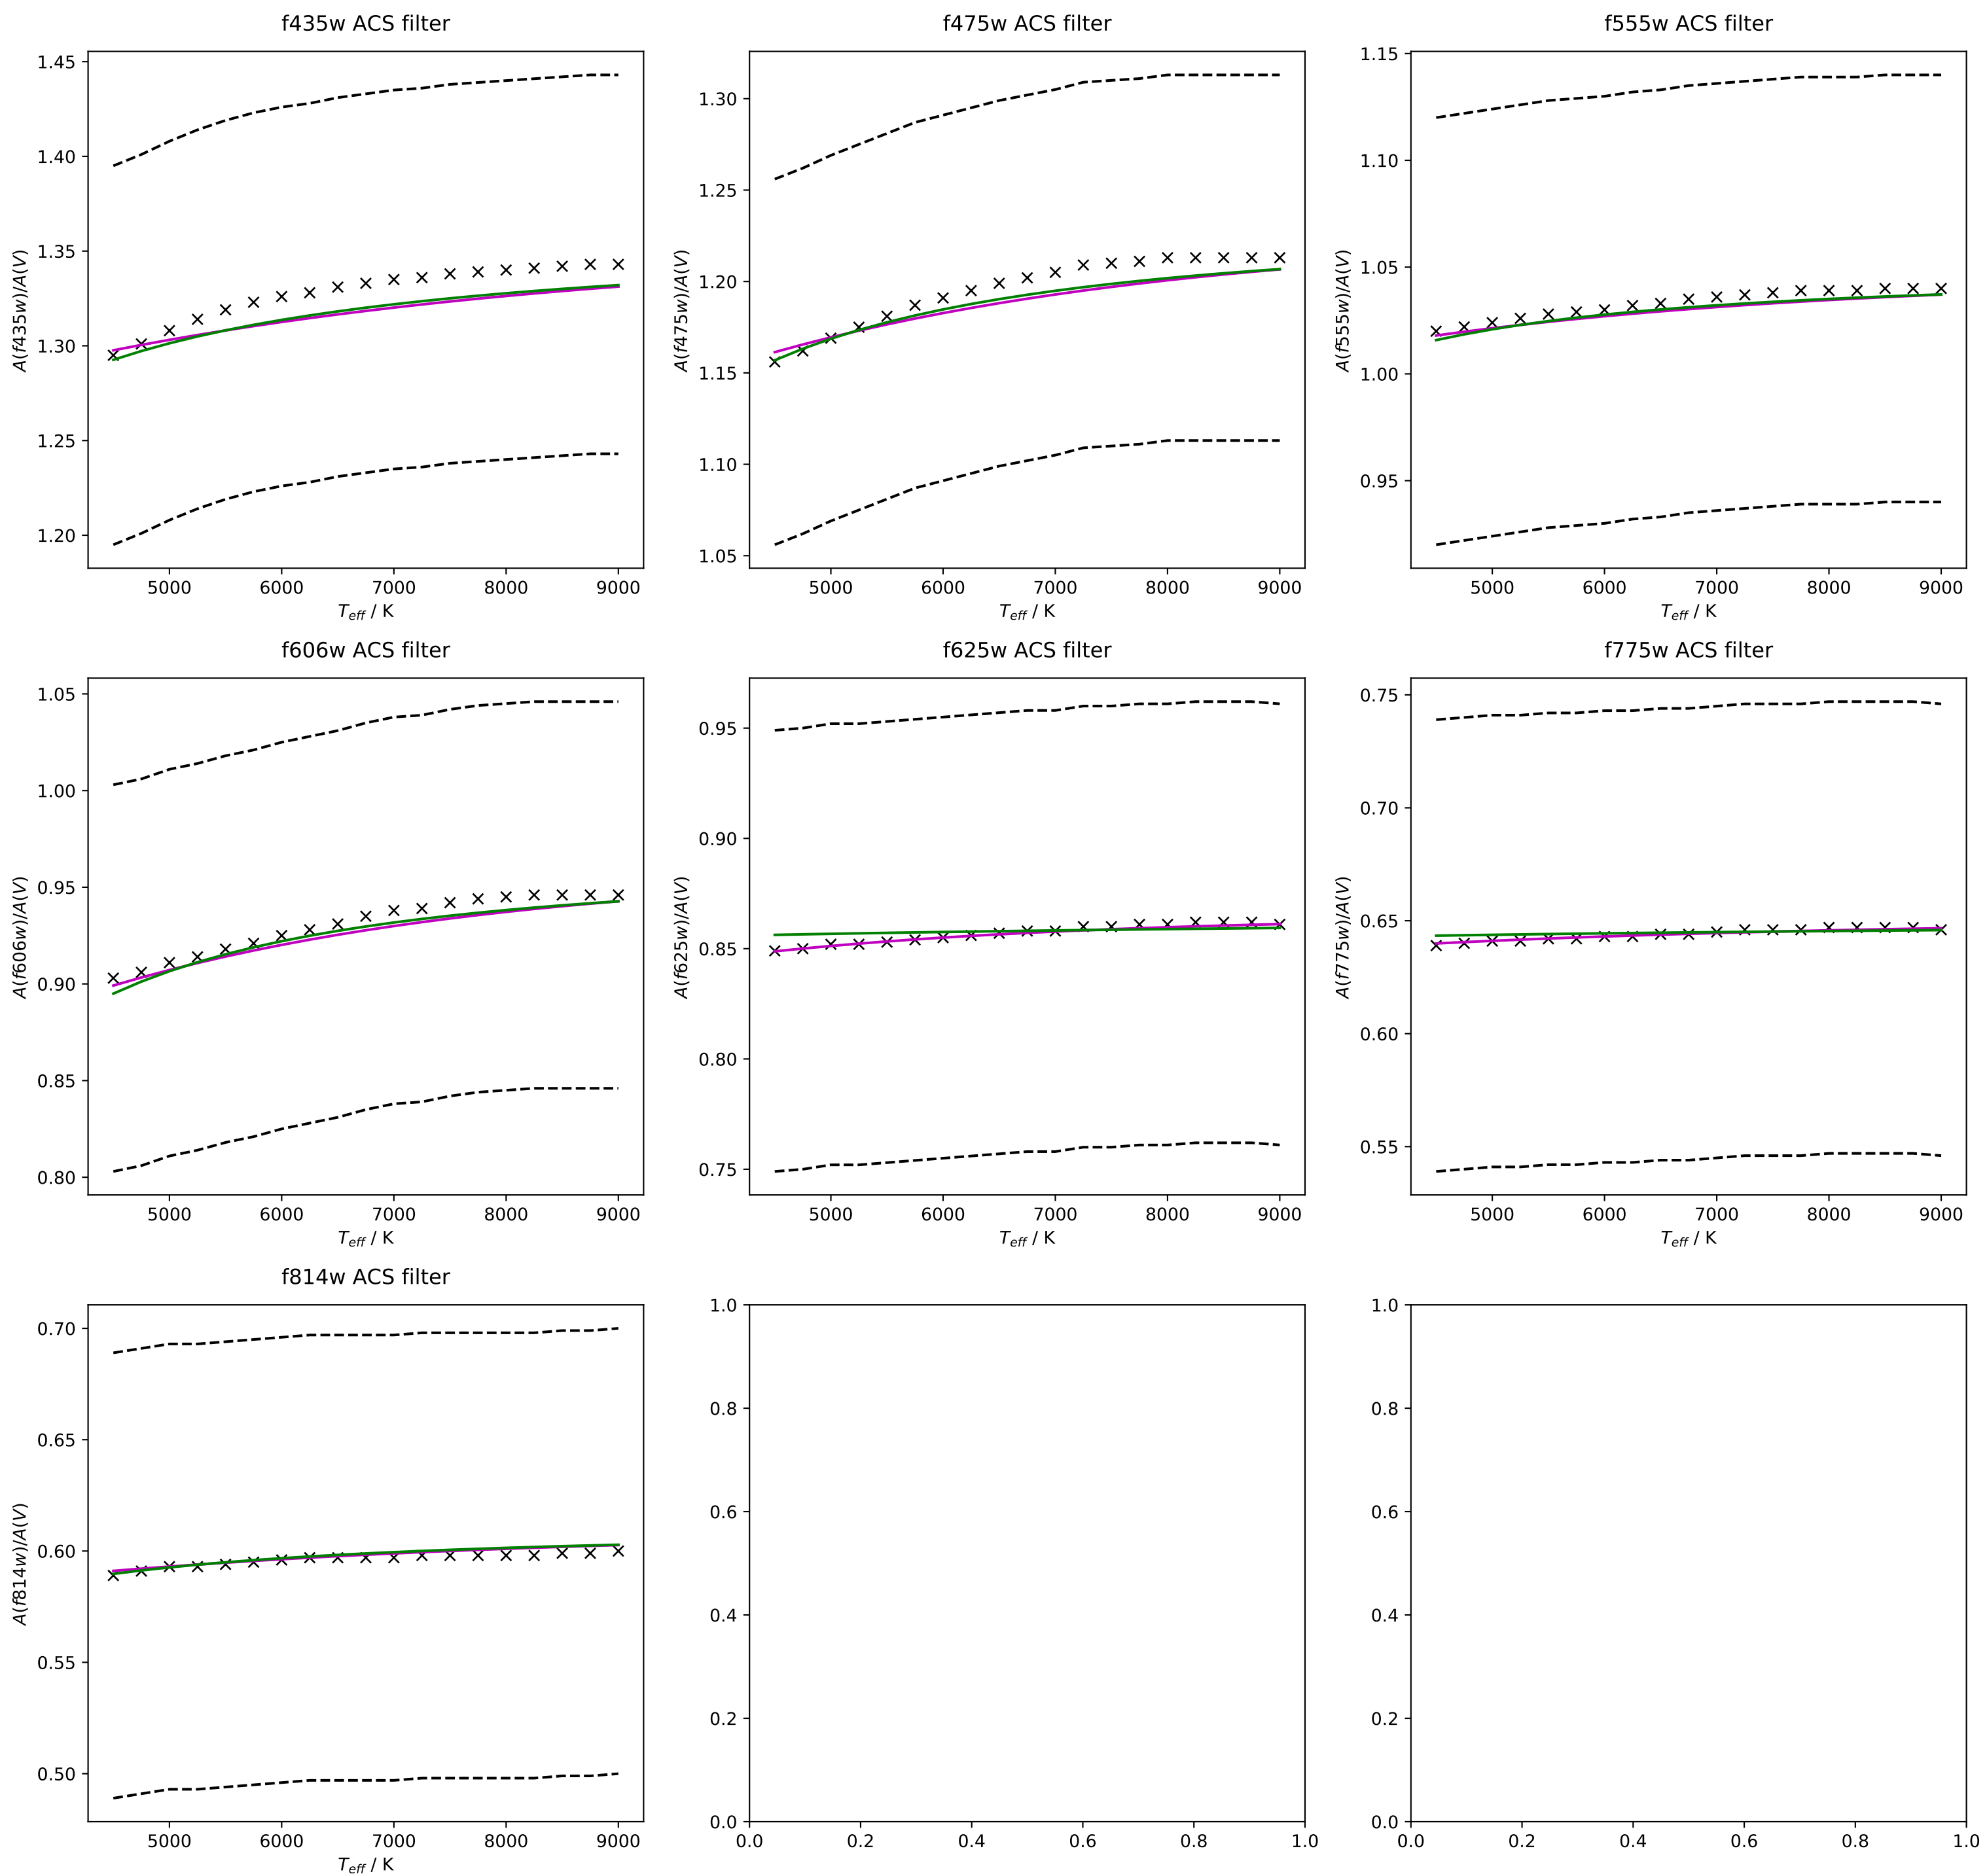 f435w ACS filter
1.45
1.40
1.35
1.30
1.25
1.20
A(f435w)/A(V)
5000 6000 7000 8000 9000
T_eff / K
f475w ACS filter
1.30
1.25
1.20
1.15
1.10
1.05
A(f475w)/A(V)
5000 6000 7000 8000 9000
T_eff / K
f555w ACS filter
1.15
1.10
1.05
1.00
0.95
A(f555w)/A(V)
5000 6000 7000 8000 9000
T_eff / K
f606w ACS filter
1.05
1.00
0.95
0.90
0.85
0.80
A(f606w)/A(V)
5000 6000 7000 8000 9000
T_eff / K
f625w ACS filter
0.95
0.90
0.85
0.80
0.75
A(f625w)/A(V)
5000 6000 7000 8000 9000
T_eff / K
f775w ACS filter
0.75
0.70
0.65
0.60
0.55
A(f775w)/A(V)
5000 6000 7000 8000 9000
T_eff / K
f814w ACS filter
0.70
0.65
0.60
0.55
0.50
A(f814w)/A(V)
5000 6000 7000 8000 9000
T_eff / K
1.0
0.8
0.6
0.4
0.2
0.0
0.0 0.2 0.4 0.6 0.8 1.0
1.0
0.8
0.6
0.4
0.2
0.0
0.0 0.2 0.4 0.6 0.8 1.0